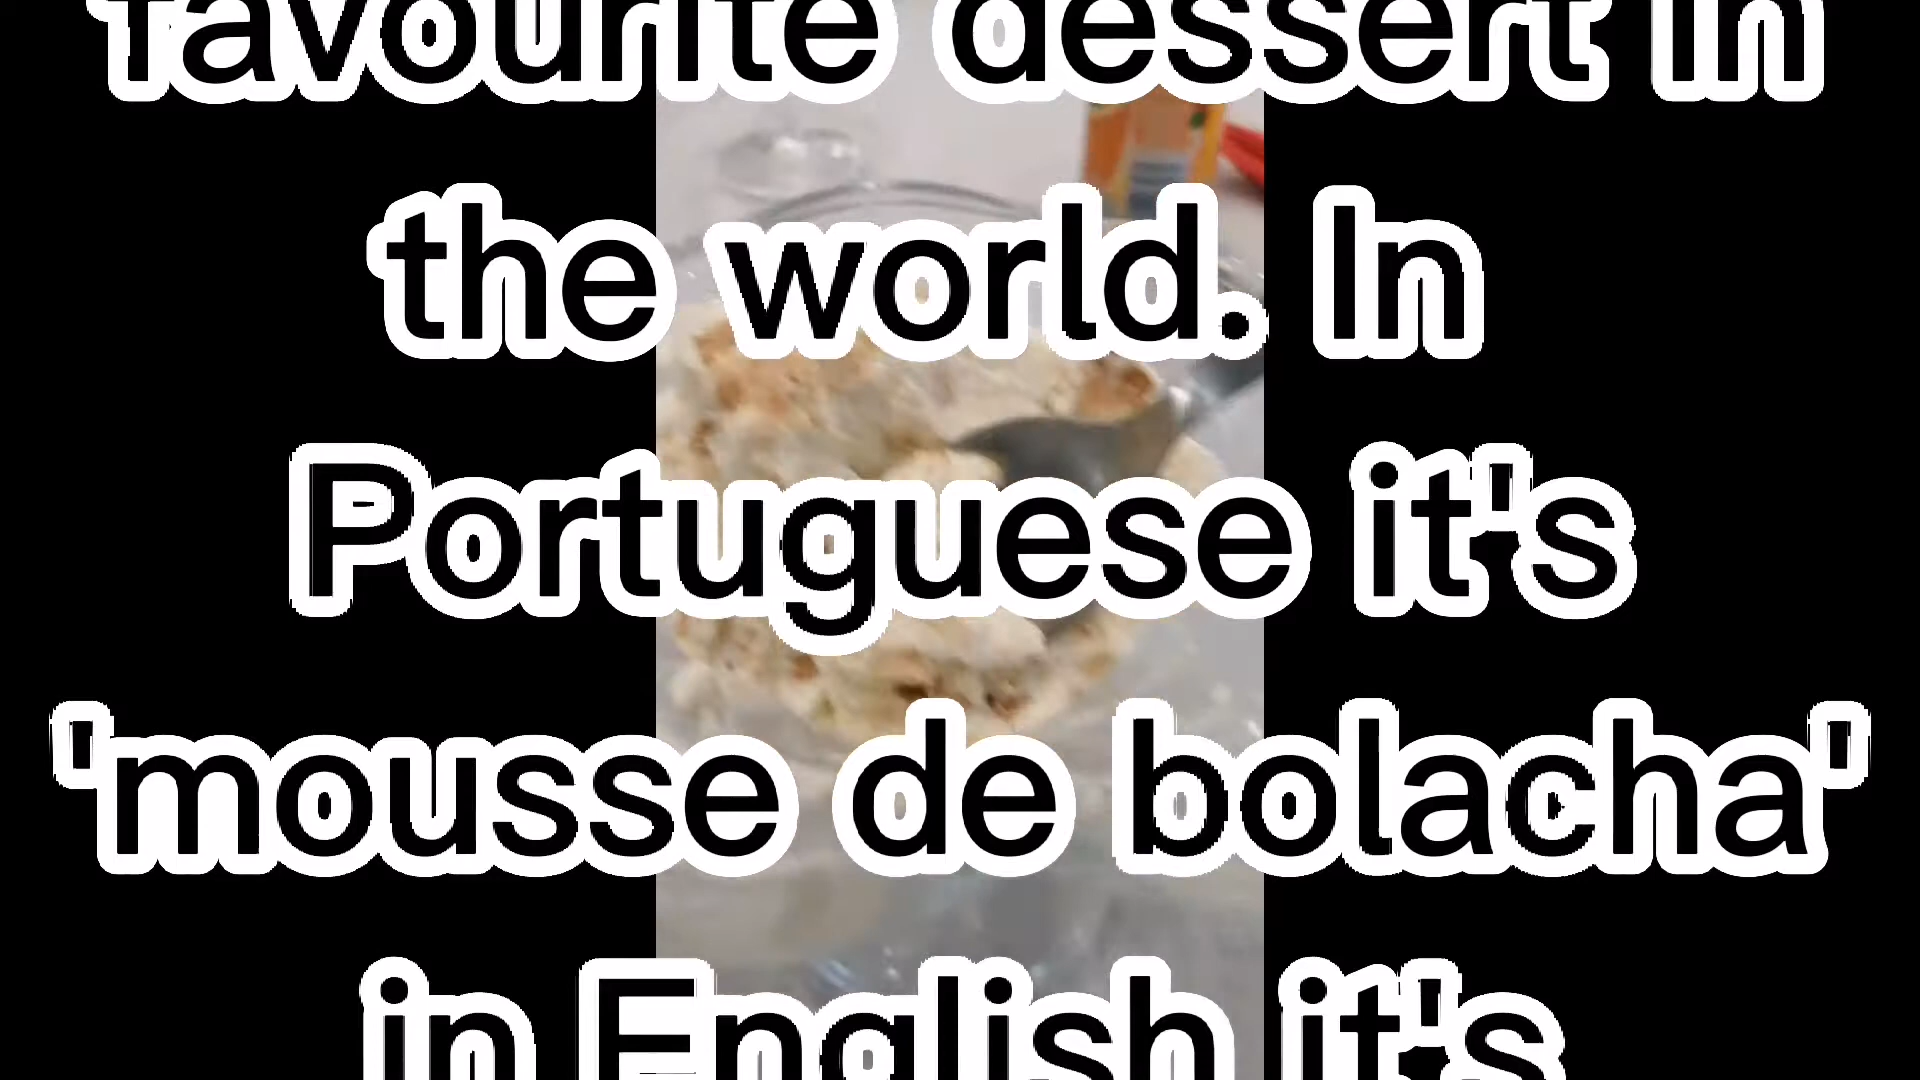 favourite dessert in
the world. In
Portuguese it's
'mousse de bolacha'
in English it's